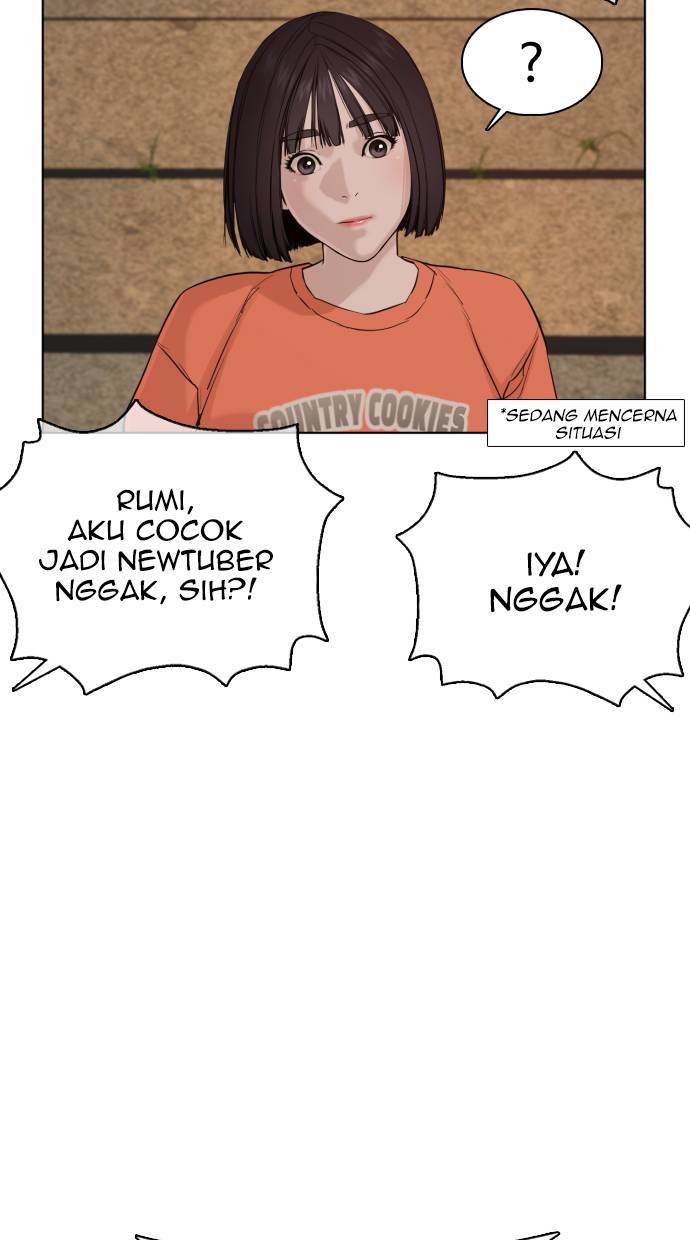 ?
COUNTRY COOKIES
*SEDANG MENCERNA
SITUASI
RUMI,
AKU COCOK
JADI NEWTUBER
NGGAK, SIH?!
IYA!
NGGAK!